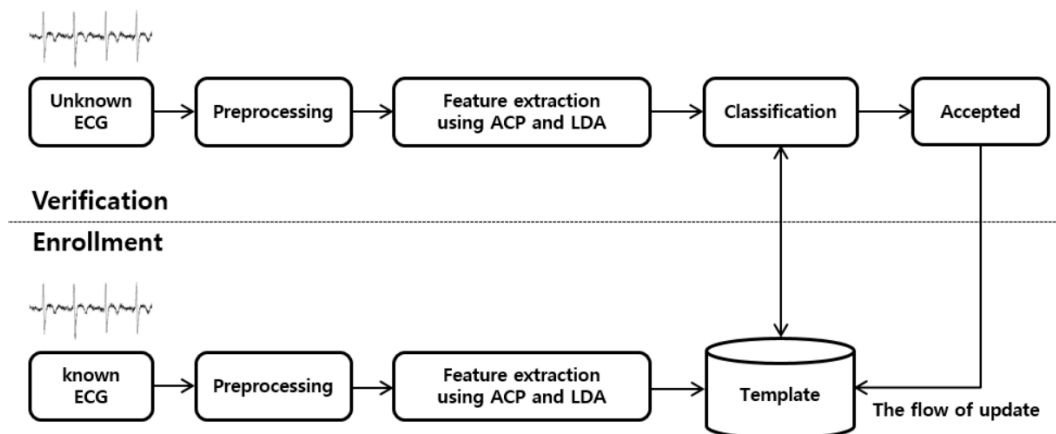 Unknown
ECG
Preprocessing
Feature extraction
using ACP and LDA
Classification
Accepted
Verification
Enrollment
known
ECG
Preprocessing
Feature extraction
using ACP and LDA
Template
The flow of update